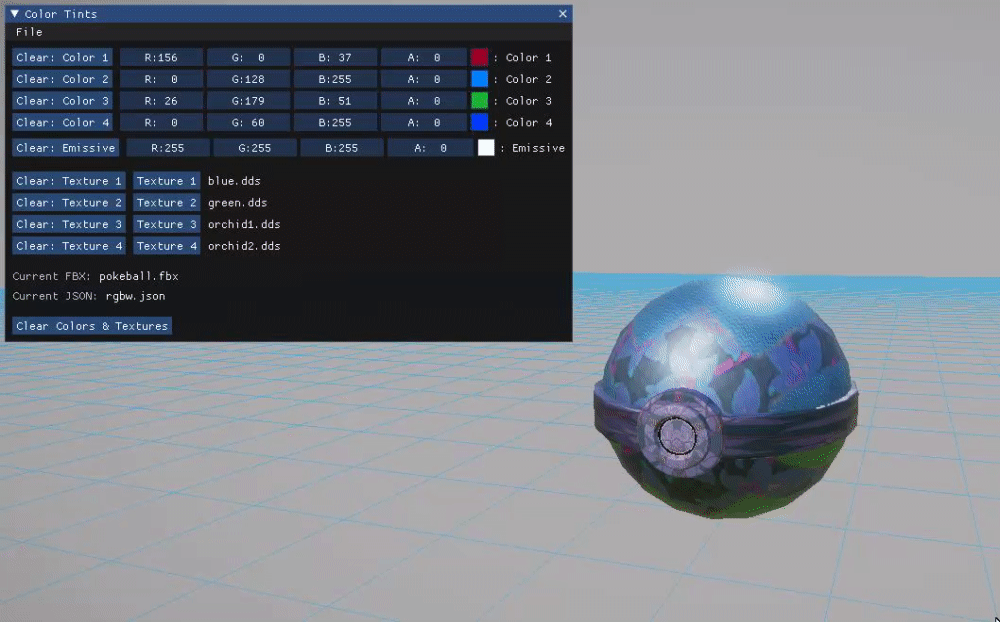 Color Tints
File
Clear: Color 1 R:156 G: 0 B: 37 A: 0 : Color 1
Clear: Color 2 R: 0 G:128 B:255 A: 0 : Color 2
Clear: Color 3 R: 26 G:179 B: 51 A: 0 : Color 3
Clear: Color 4 R: 0 G: 60 B:255 A: 0 : Color 4
Clear: Emissive R:255 G:255 B:255 A: 0 : Emissive
Clear: Texture 1 Texture 1 blue.dds
Clear: Texture 2 Texture 2 green.dds
Clear: Texture 3 Texture 3 orchid1.dds
Clear: Texture 4 Texture 4 orchid2.dds
Current FBX: pokeball.fbx
Current JSON: rgbw.json
Clear Colors & Textures